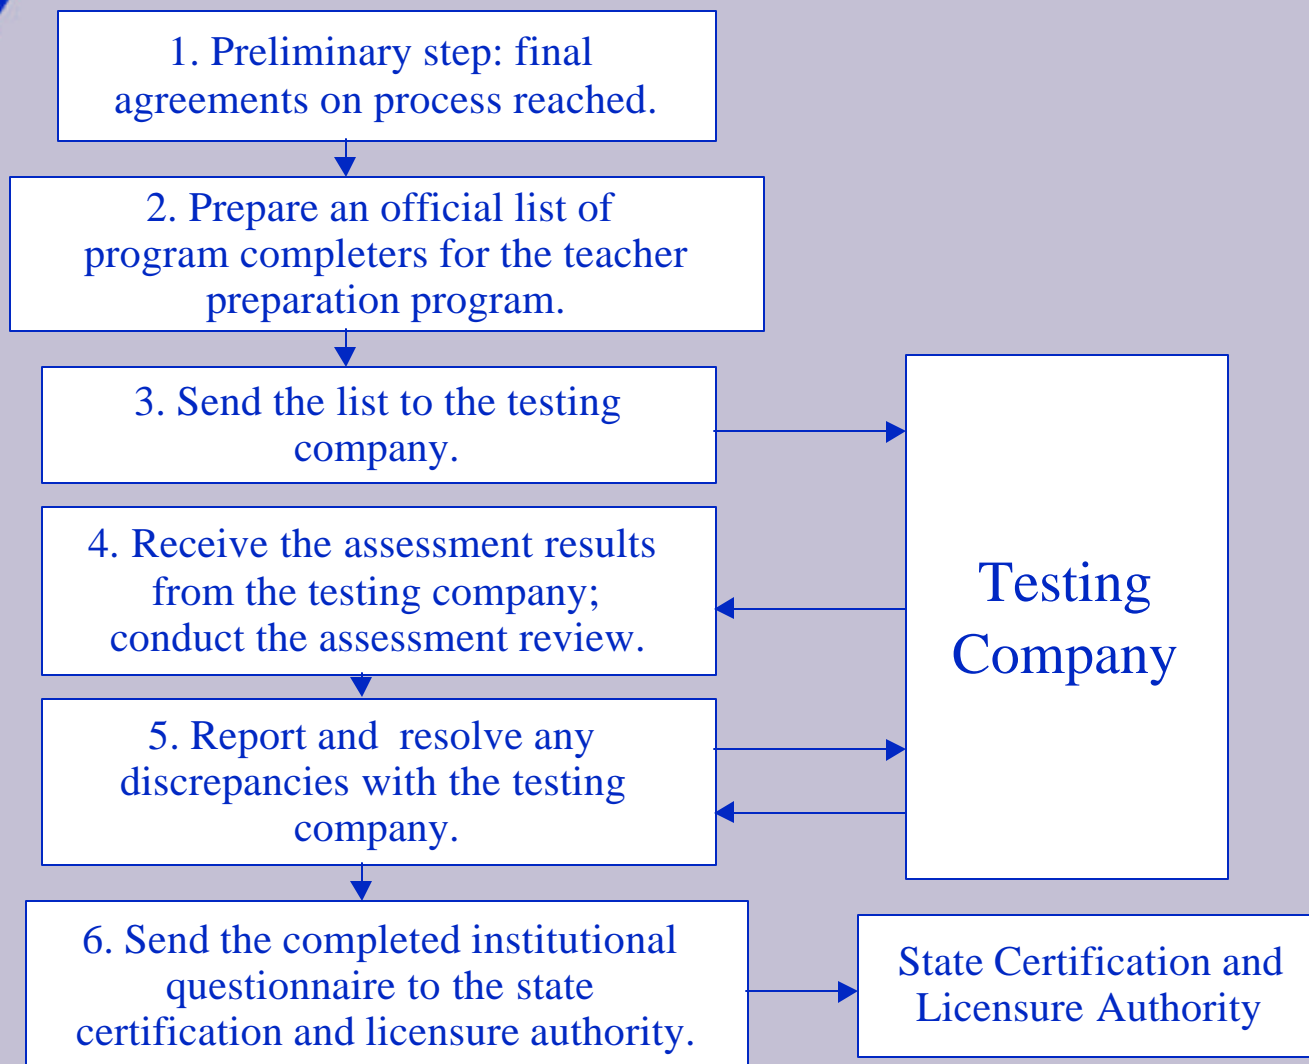 1. Preliminary step: final
agreements on process reached.
2. Prepare an official list of
program completers for the teacher
preparation program.
3. Send the list to the testing
company.
4. Receive the assessment results
from the testing company;
conduct the assessment review.
5. Report and  resolve any
discrepancies with the testing
company.
Testing
Company
6. Send the completed institutional
questionnaire to the state
certification and licensure authority.
State Certification and
Licensure Authority